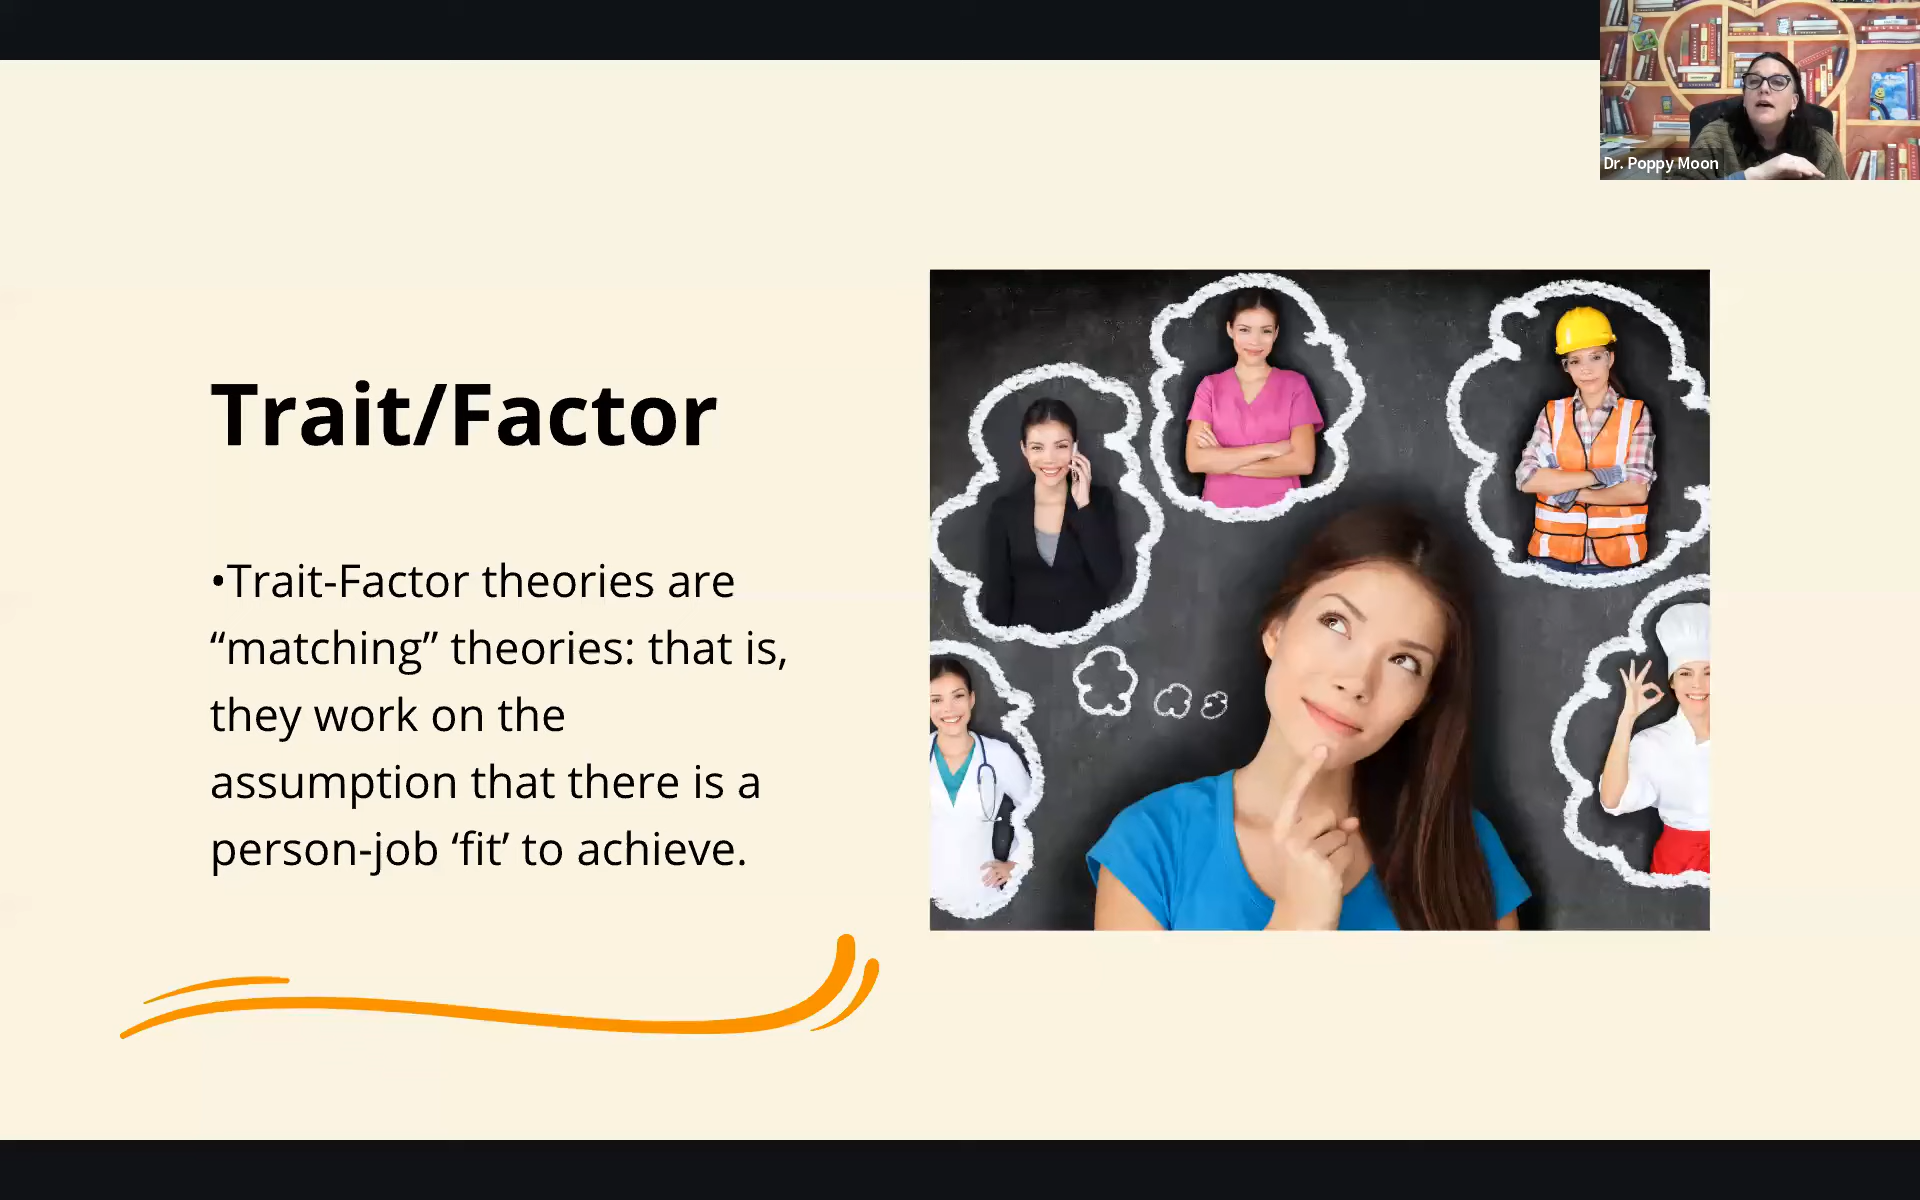 Dr. Poppy Moon
Trait/Factor
•Trait-Factor theories are
“matching” theories: that is,
they work on the
assumption that there is a
person-job ‘fit’ to achieve.